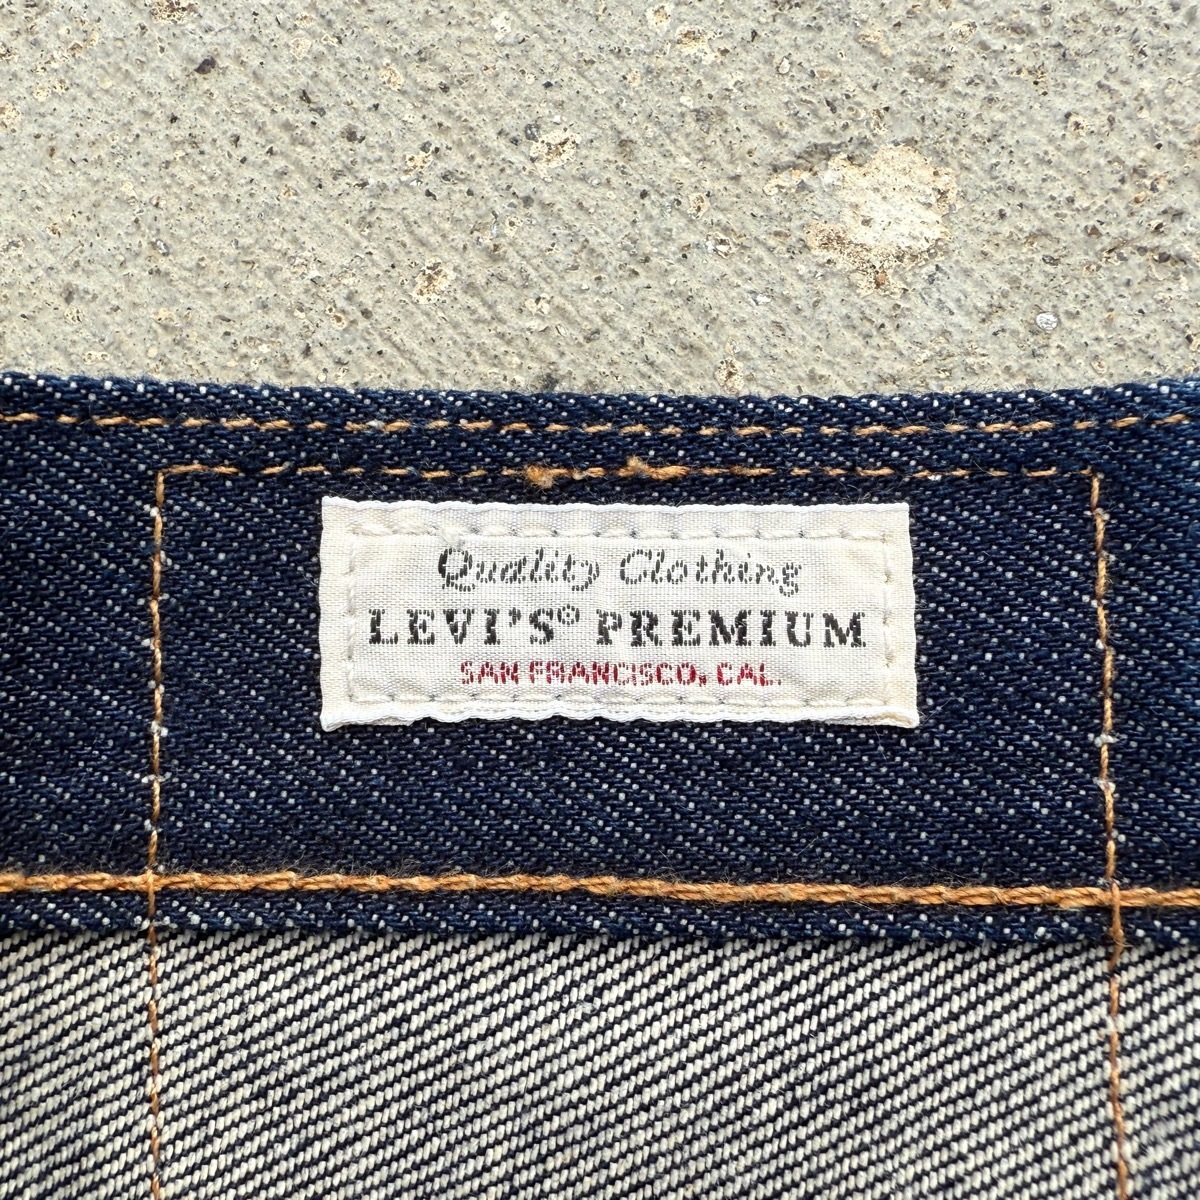 Quality Clothing
LEVI'S® PREMIUM
SAN FRANCISCO, CAL.